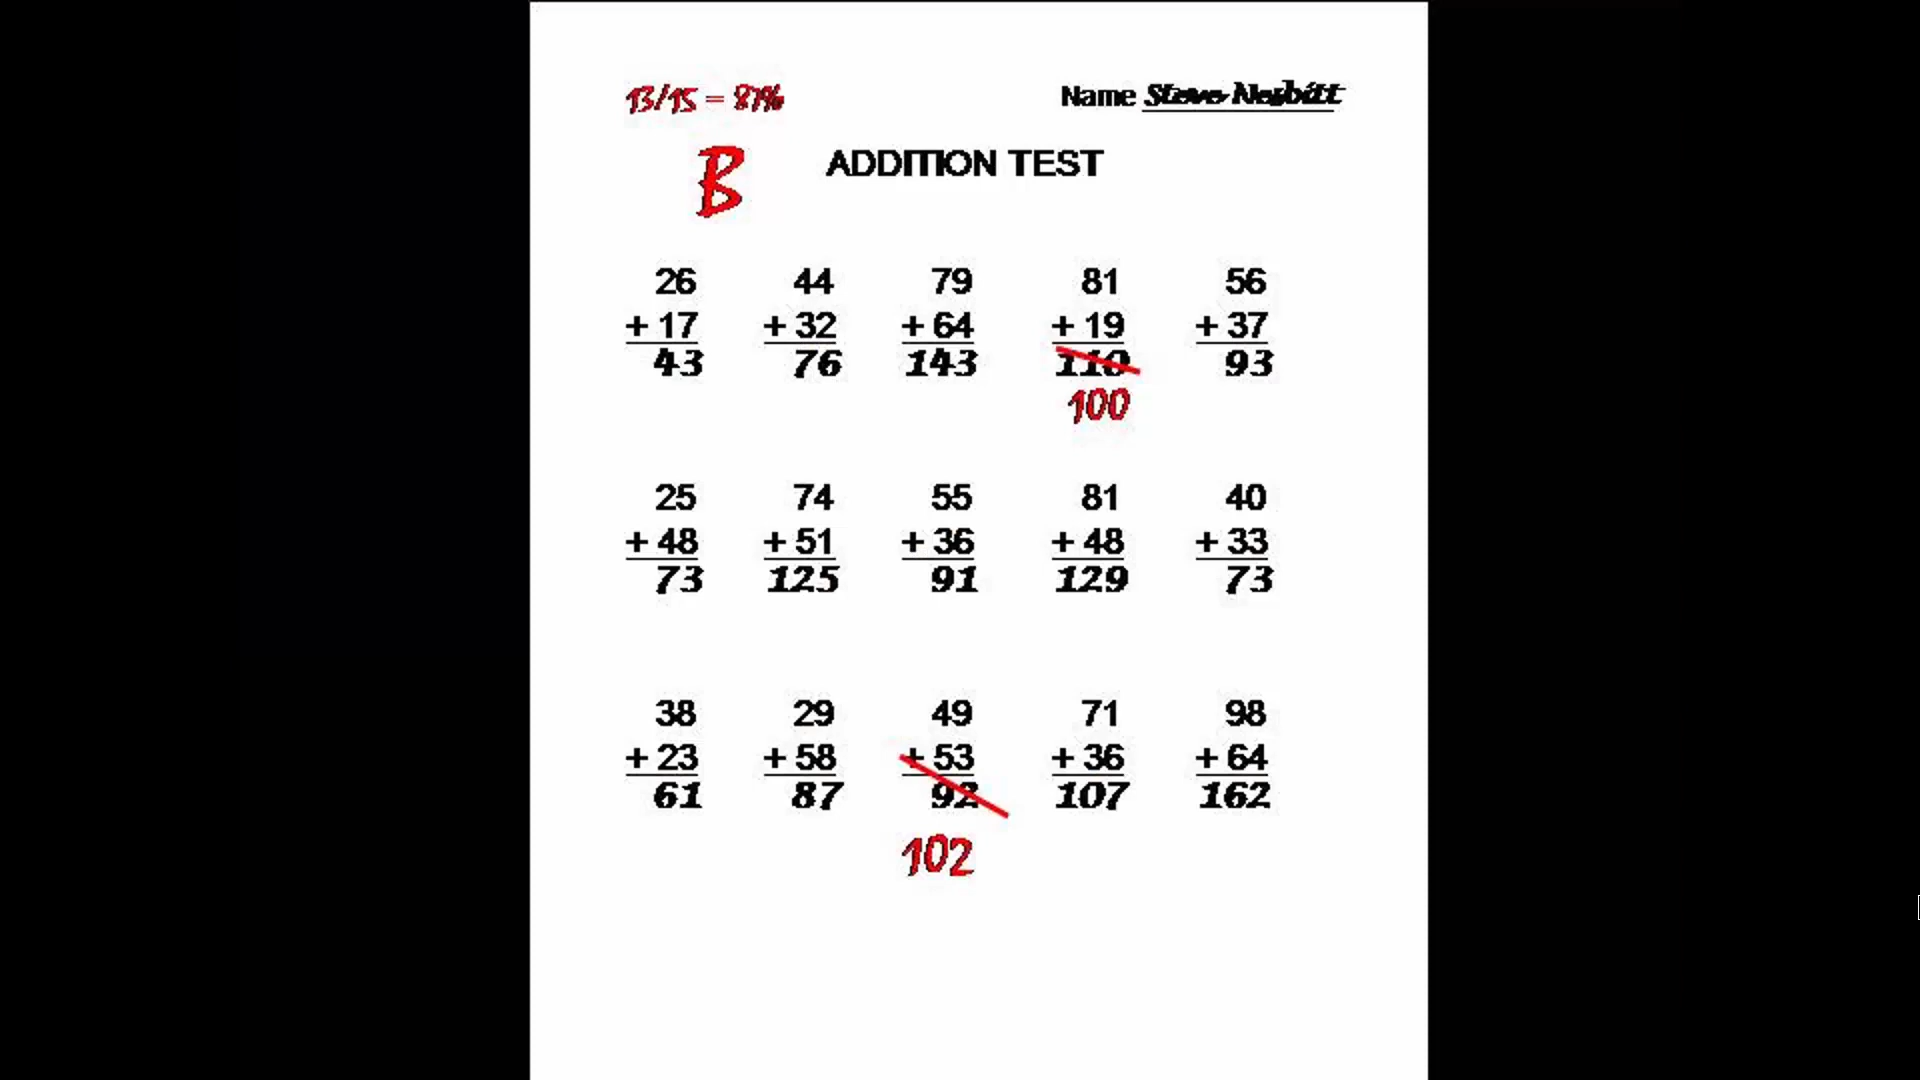 13/15 = 87% Name Steve Nesbitt
B ADDITION TEST
26 44 79 81 56
+ 17 + 32 + 64 + 19 + 37
43 76 143 110 93
100
25 74 55 81 40
+ 48 + 51 + 36 + 48 + 33
73 125 91 129 73
38 29 49 71 98
+ 23 + 58 + 53 + 36 + 64
61 87 92 107 162
102